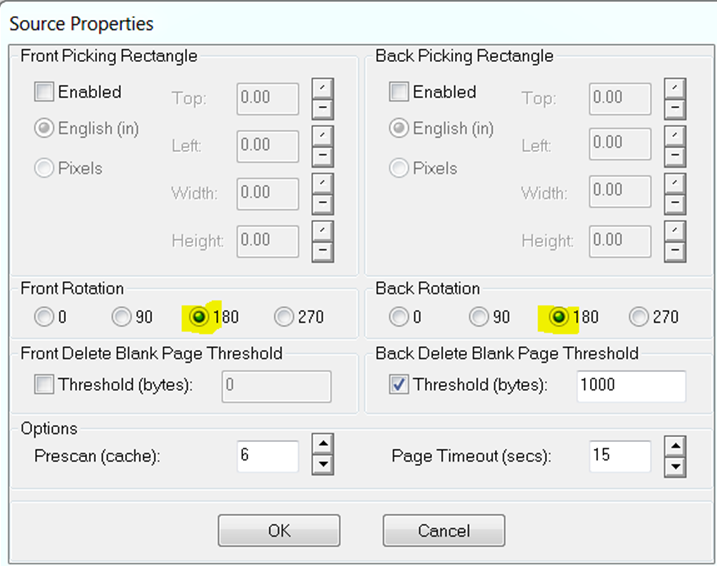 Source Properties
Front Picking Rectangle
Enabled
English (in)
Pixels
Top: 0.00
Left: 0.00
Width: 0.00
Height: 0.00
Back Picking Rectangle
Enabled
English (in)
Pixels
Top: 0.00
Left: 0.00
Width: 0.00
Height: 0.00
Front Rotation
0 90 180 270
Back Rotation
0 90 180 270
Front Delete Blank Page Threshold
Threshold (bytes): 0
Back Delete Blank Page Threshold
Threshold (bytes): 1000
Options
Prescan (cache): 6 Page Timeout (secs): 15
OK Cancel